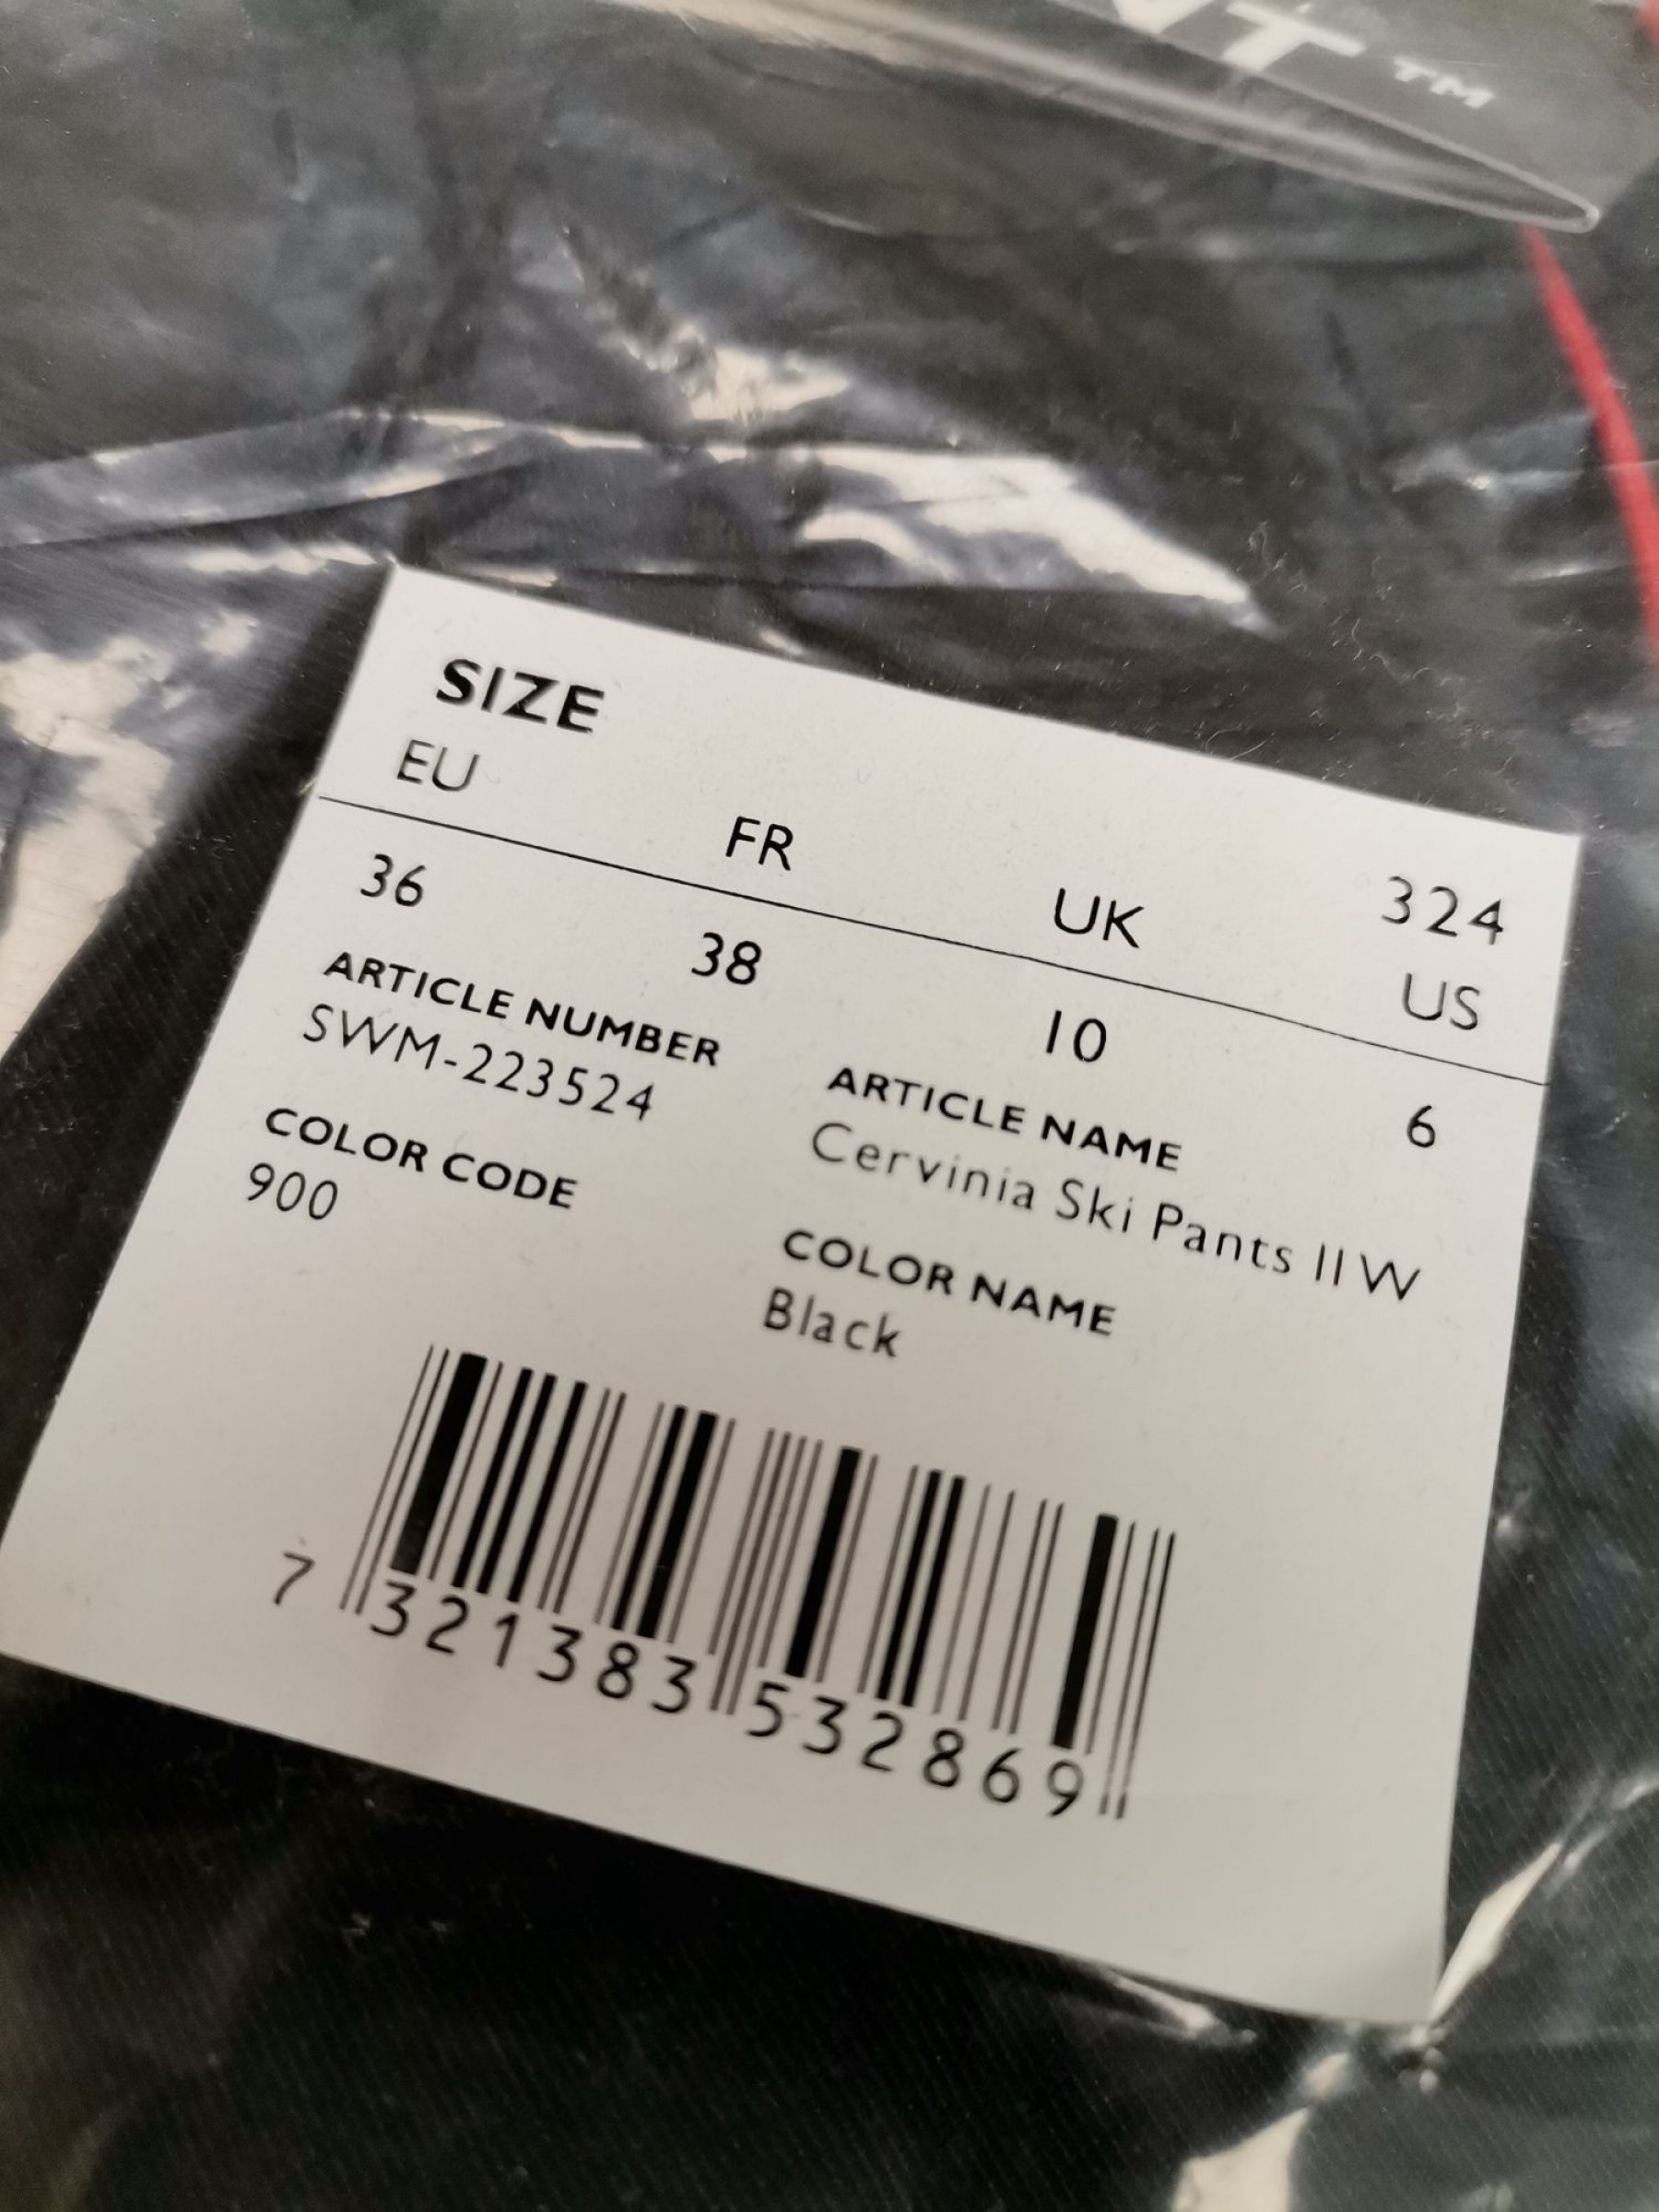 ™
SIZE
324
EU FR UK US
36 38 10 6
ARTICLE NUMBER ARTICLE NAME
SWM-223524 Cervinia Ski Pants II W
COLOR CODE COLOR NAME
900 Black
7 321383 532869